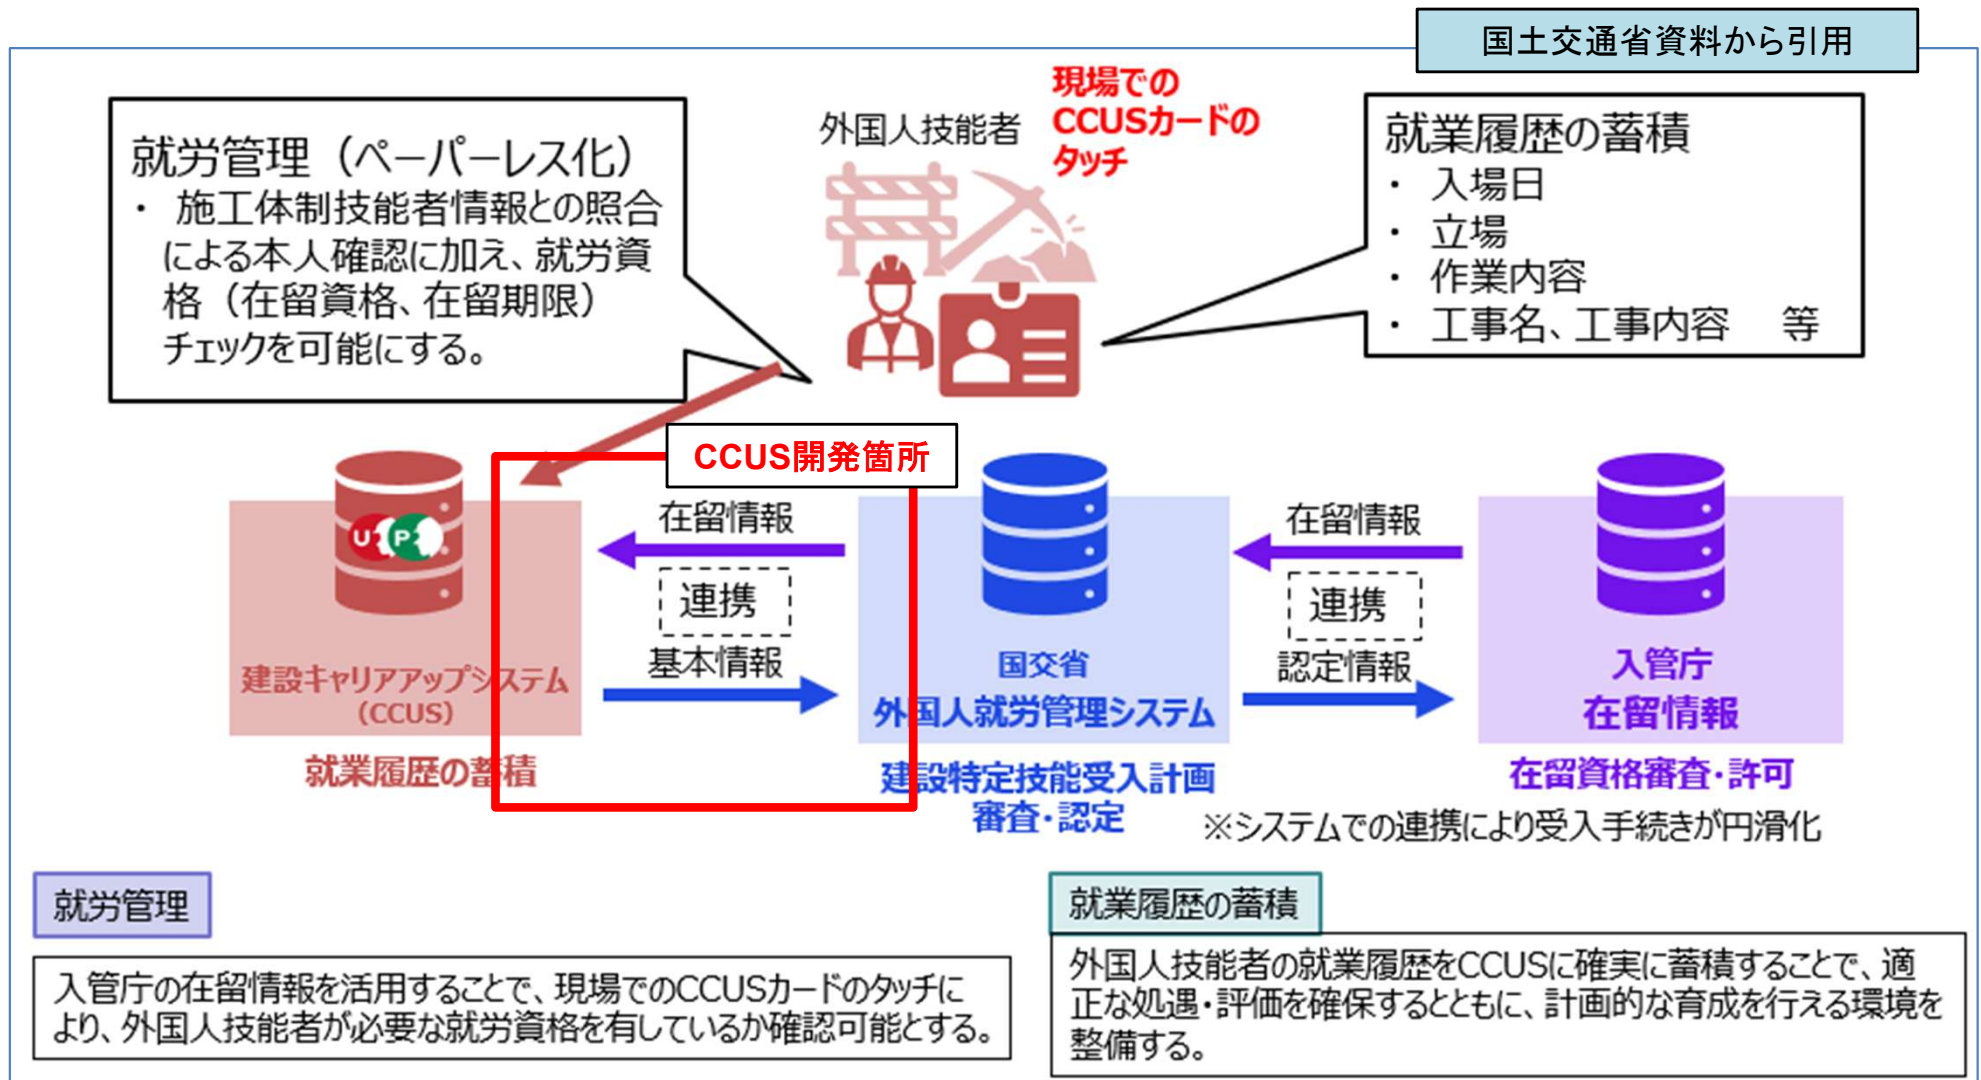 国土交通省資料から引用
就労管理（ペーパーレス化）
・ 施工体制技能者情報との照合
による本人確認に加え、就労資
格（在留資格、在留期限）
チェックを可能にする。
外国人技能者
現場での
CCUSカードの
タッチ
就業履歴の蓄積
・ 入場日
・ 立場
・ 作業内容
・ 工事名、工事内容　等
CCUS開発箇所
UP
建設キャリアアップシステム
（CCUS）
就業履歴の蓄積
在留情報
連携
基本情報
国交省
外国人就労管理システム
建設特定技能受入計画
審査・認定
在留情報
連携
認定情報
入管庁
在留情報
在留資格審査・許可
※システムでの連携により受入手続きが円滑化
就労管理
入管庁の在留情報を活用することで、現場でのCCUSカードのタッチに
より、外国人技能者が必要な就労資格を有しているか確認可能とする。
就業履歴の蓄積
外国人技能者の就業履歴をCCUSに確実に蓄積することで、適
正な処遇・評価を確保するとともに、計画的な育成を行える環境を
整備する。